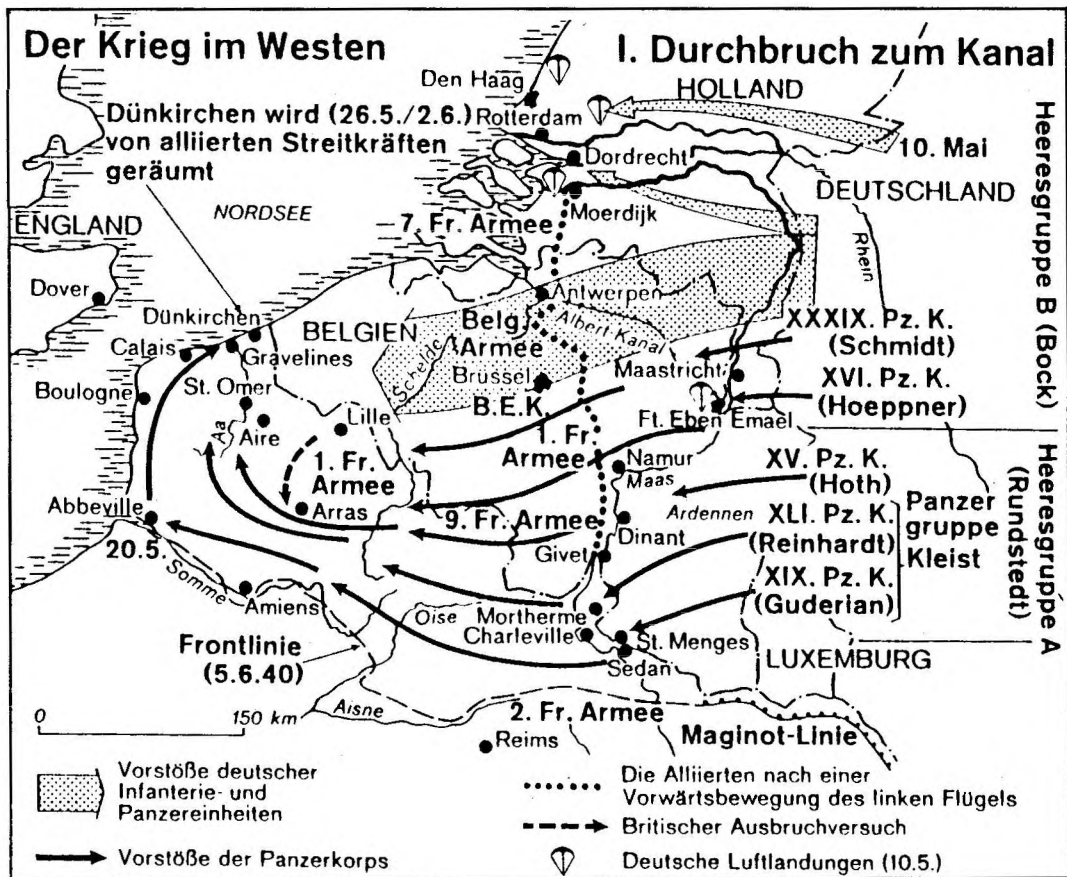 Der Krieg im Westen
I. Durchbruch zum Kanal
Den Haag
HOLLAND
Dünkirchen wird (26.5./2.6.)
von alliierten Streitkräften
geräumt
Rotterdam
10. Mai
Dordrecht
DEUTSCHLAND
NORDSEE
ENGLAND
Moerdijk
7. Fr. Armee
Rhein
Heeresgruppe B (Bock)
Dover
Antwerpen
Dünkirchen
BELGIEN
Belg.
Armee
Albert Kanal
XXXIX. Pz. K.
(Schmidt)
Calais
Gravelines
Schelde
Maastricht
Brüssel
XVI. Pz. K.
(Hoeppner)
Boulogne
St. Omer
B.E.K.
Ft. Eben Emael
Aa
Aire
Lille
1. Fr.
Armee
1. Fr.
Armee
Namur
Maas
XV. Pz. K.
(Hoth)
Heeresgruppe A
(Rundstedt)
Abbeville
Arras
9. Fr. Armee
Ardennen
Dinant
XLI. Pz. K.
(Reinhardt)
Panzer
gruppe
Kleist
20.5.
Givet
Somme
XIX. Pz. K.
(Guderian)
Amiens
Oise
Mortherme
Charleville
St. Menges
Sedan
LUXEMBURG
Frontlinie
(5.6.40)
0
150 km
Aisne
2. Fr. Armee
Maginot-Linie
Reims
Vorstöße deutscher
Infanterie- und
Panzereinheiten
Vorstöße der Panzerkorps
Die Alliierten nach einer
Vorwärtsbewegung des linken Flügels
Britischer Ausbruchversuch
Deutsche Luftlandungen (10.5.)